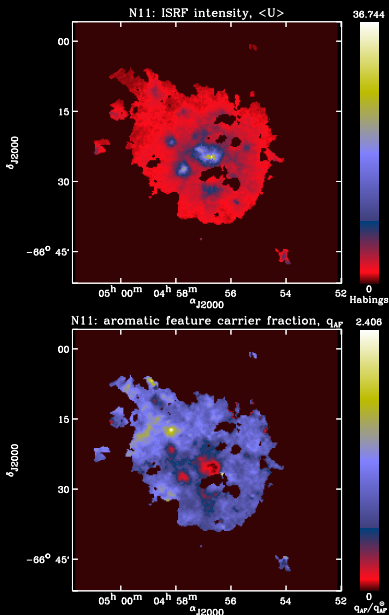 N11: ISRF intensity, <U>
36.744
00
15
30
-66° 45'
δJ2000
0
Habings
05h 00m 04h 58m 56 54 52
αJ2000
N11: aromatic feature carrier fraction, qAF
2.406
00
15
30
-66° 45'
δJ2000
0
qAF/qAF⊙
05h 00m 04h 58m 56 54 52
αJ2000